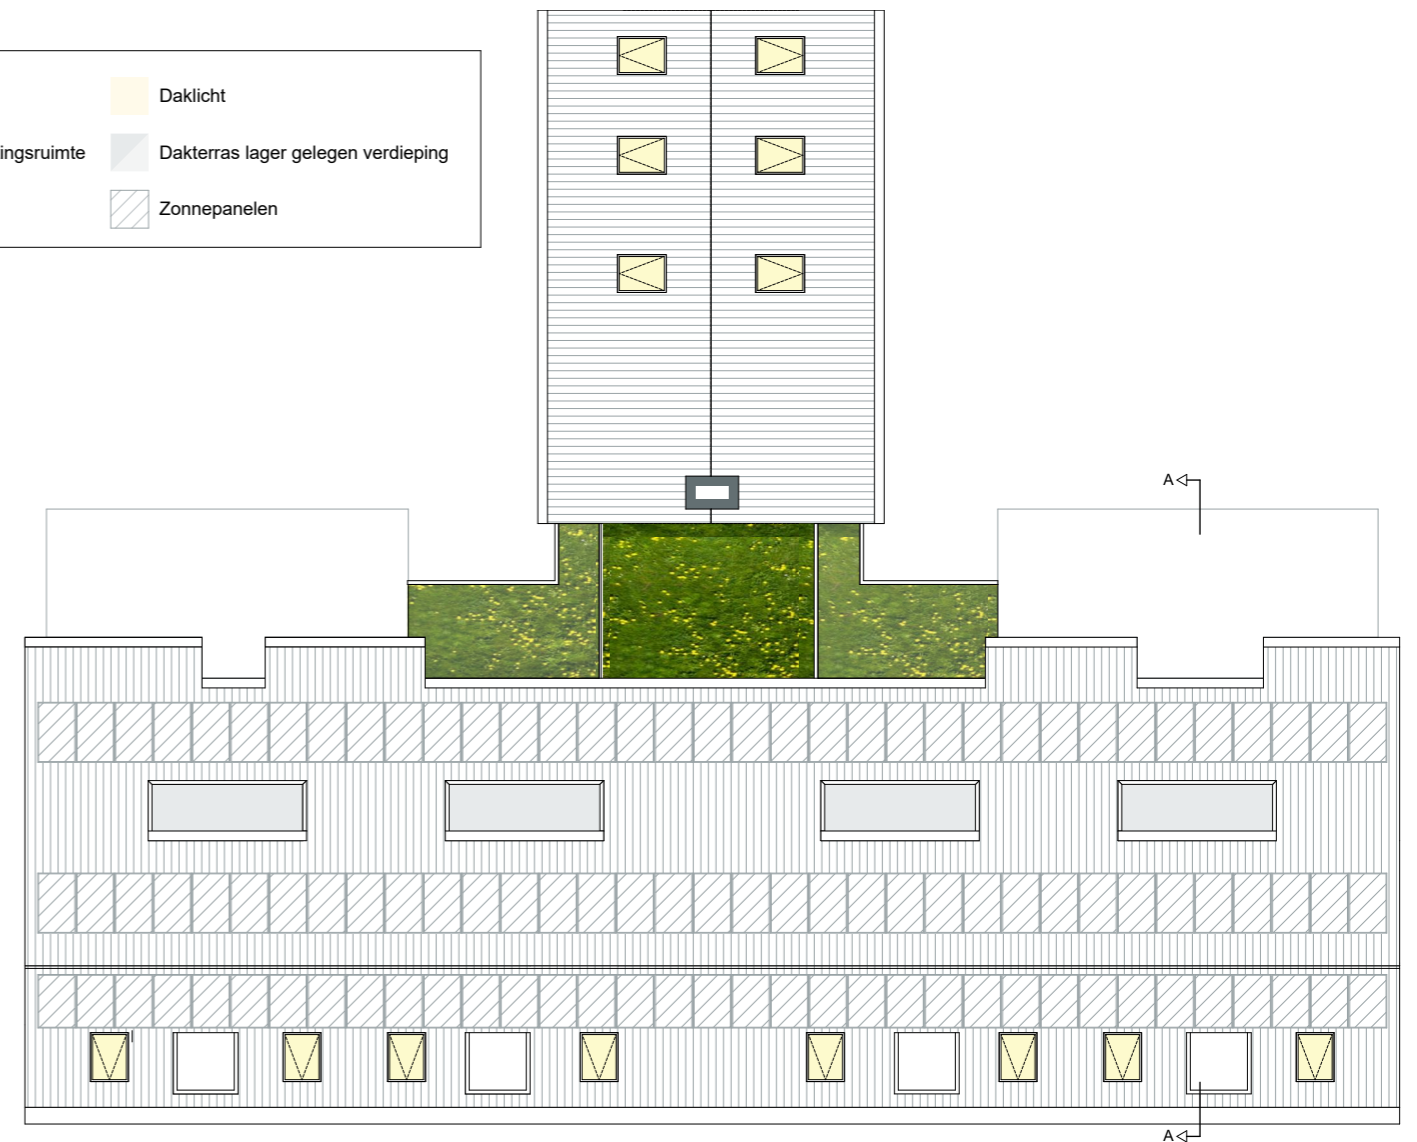 Daklicht
ingsruimte
Dakterras lager gelegen verdieping
Zonnepanelen
A
A